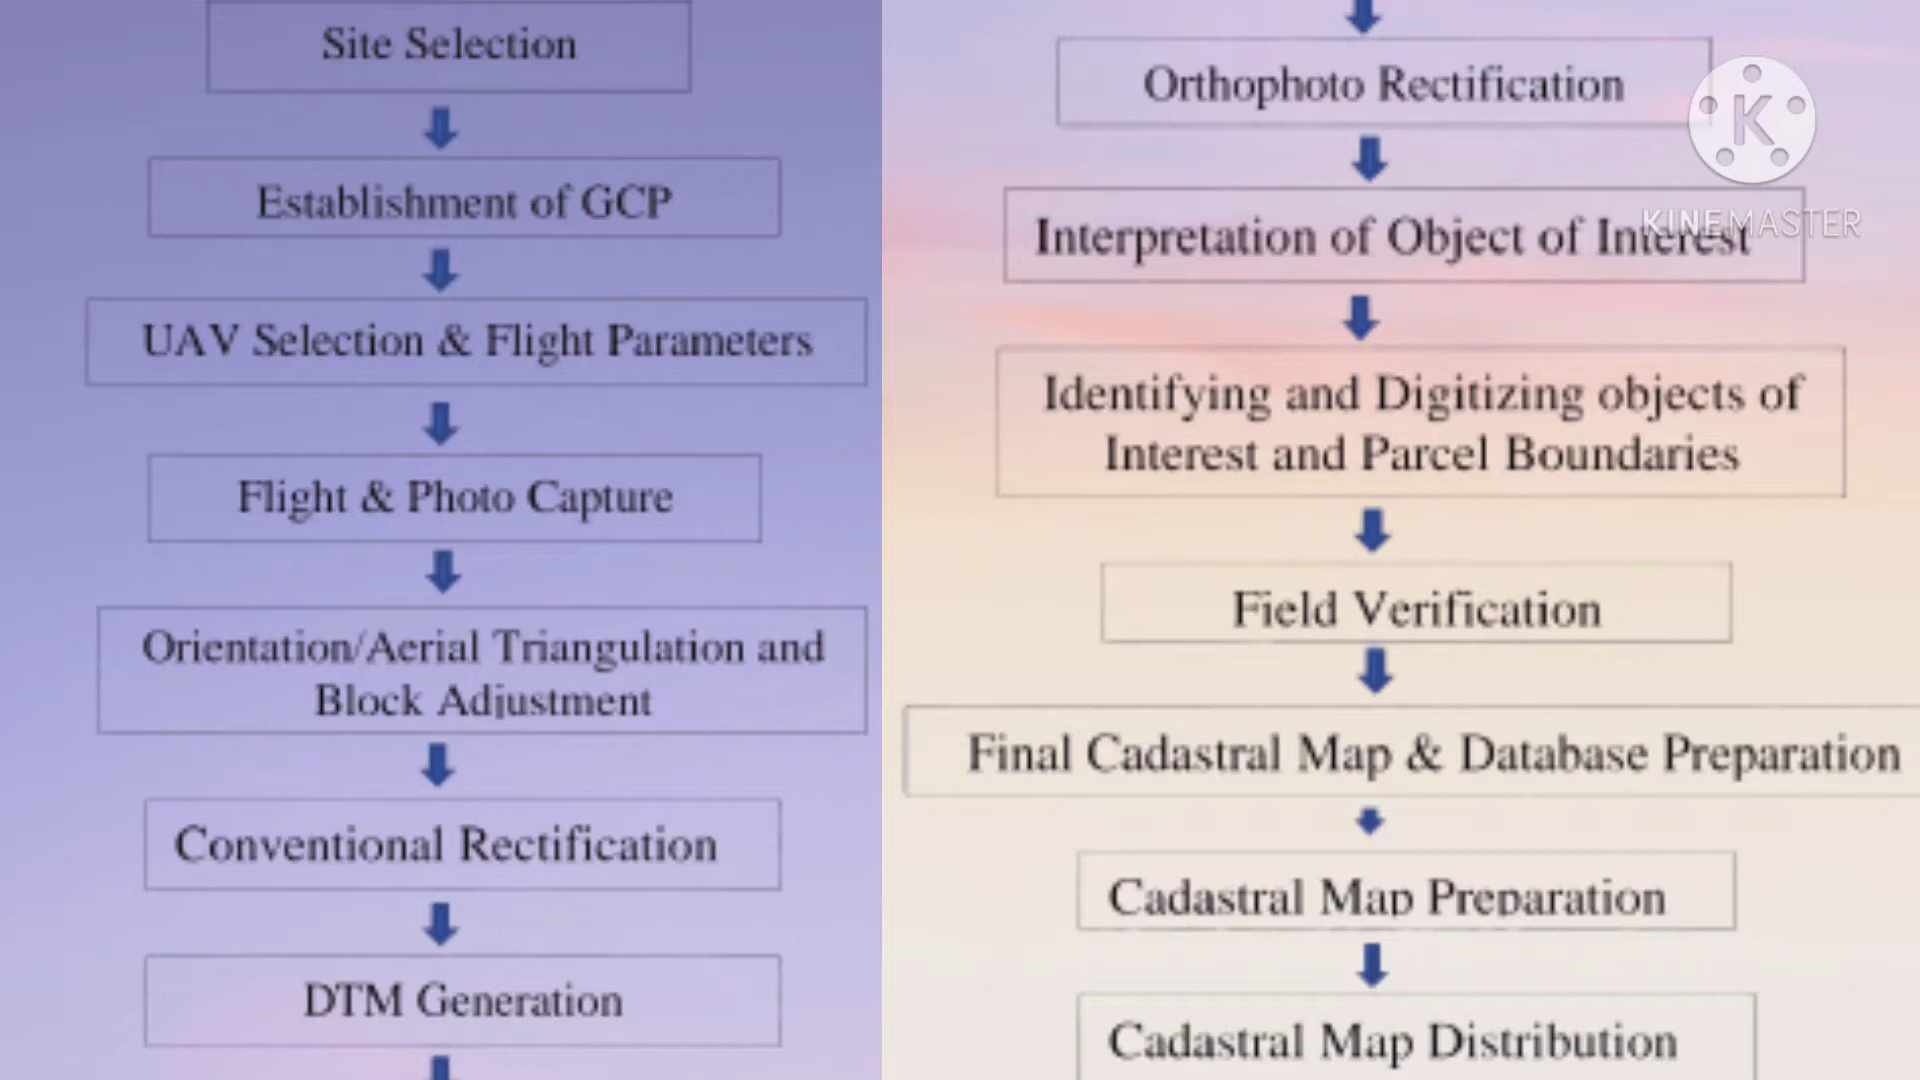 Site Selection
Establishment of GCP
UAV Selection & Flight Parameters
Flight & Photo Capture
Orientation/Aerial Triangulation and
Block Adjustment
Conventional Rectification
DTM Generation
Orthophoto Rectification
Interpretation of Object of Interest
Identifying and Digitizing objects of
Interest and Parcel Boundaries
Field Verification
Final Cadastral Map & Database Preparation
Cadastral Map Preparation
Cadastral Map Distribution
K
KINEMASTER